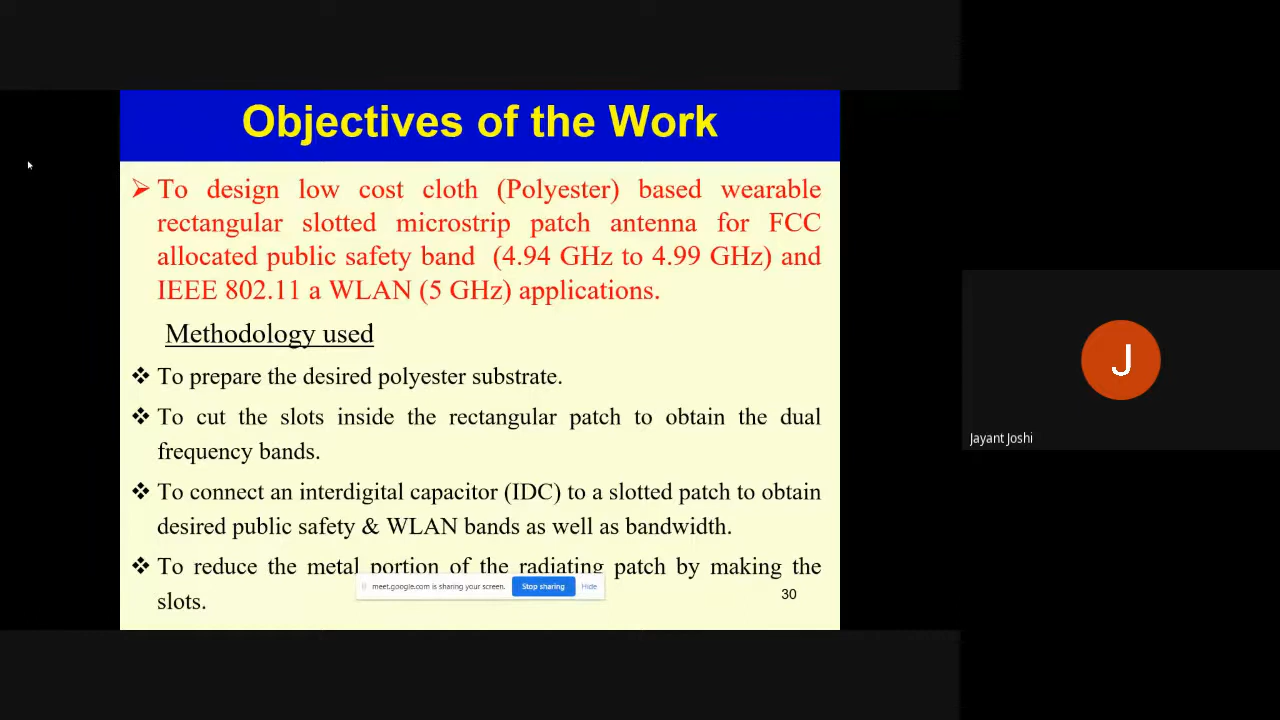 Objectives of the Work
To design low cost cloth (Polyester) based wearable
rectangular slotted microstrip patch antenna for FCC
allocated public safety band (4.94 GHz to 4.99 GHz) and
IEEE 802.11 a WLAN (5 GHz) applications.
Methodology used
To prepare the desired polyester substrate.
To cut the slots inside the rectangular patch to obtain the dual
frequency bands.
To connect an interdigital capacitor (IDC) to a slotted patch to obtain
desired public safety & WLAN bands as well as bandwidth.
To reduce the metal portion of the radiating patch by making the
slots.
meet.google.com is sharing your screen. Stop sharing Hide
30
J
Jayant Joshi